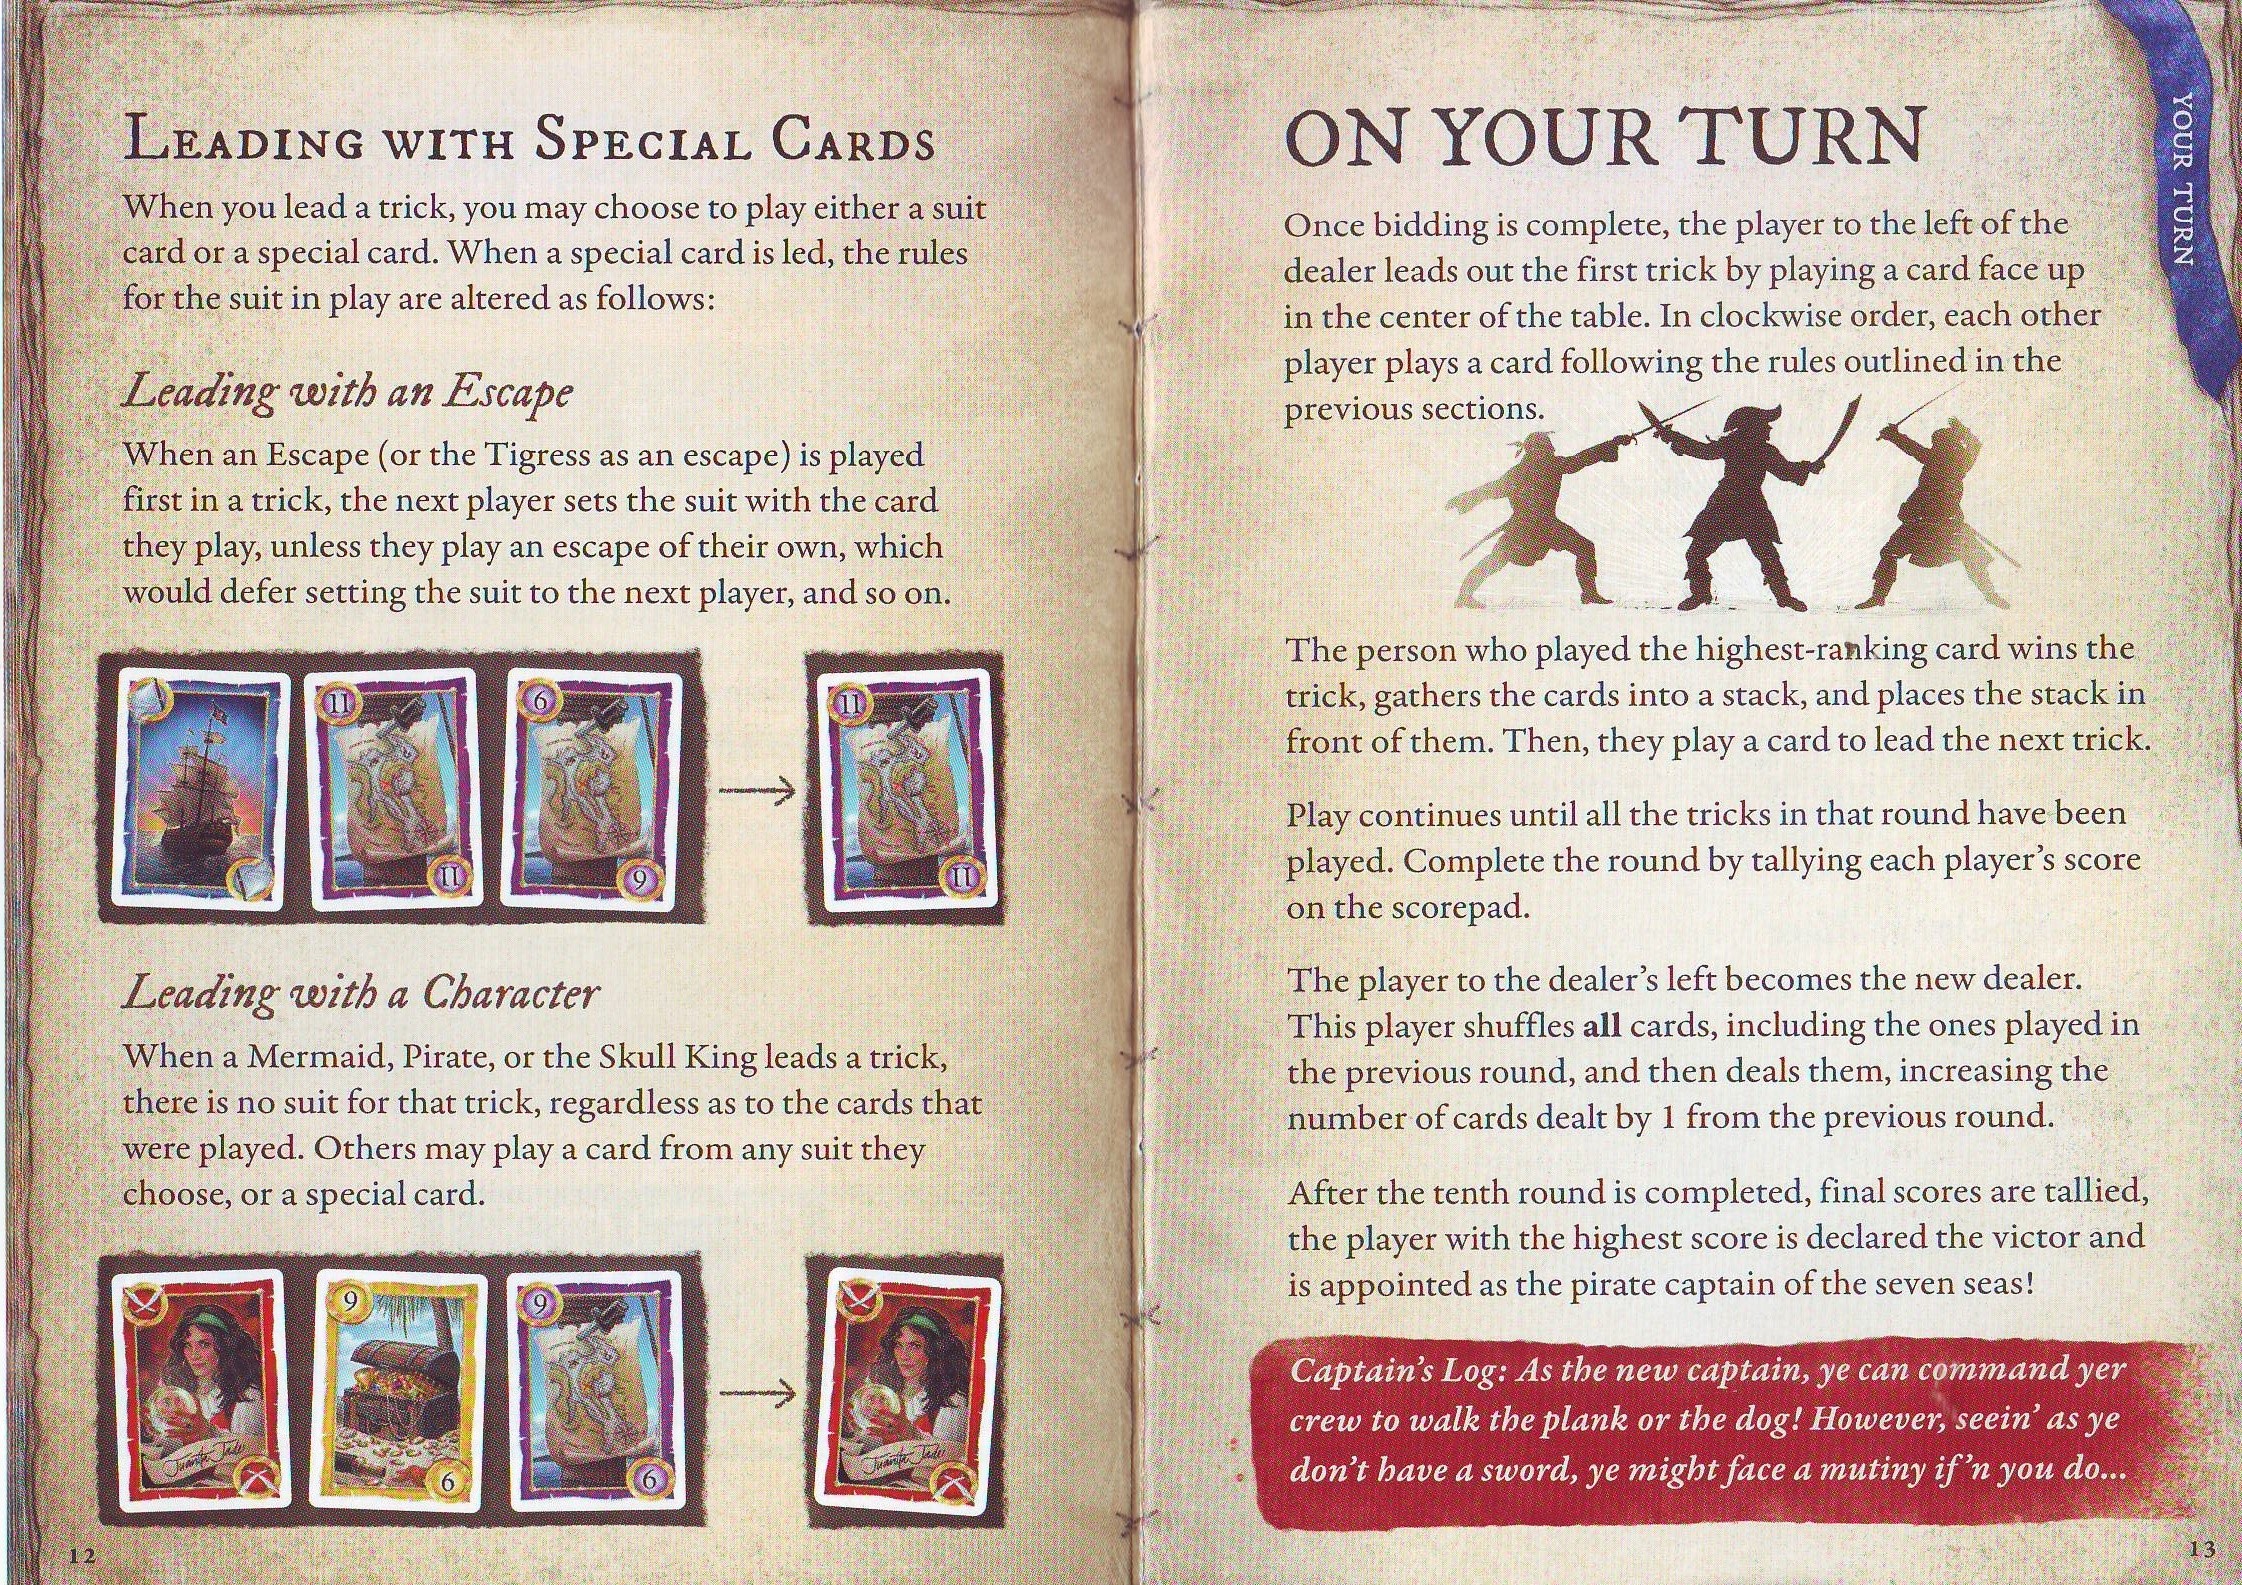 Leading with Special Cards
When you lead a trick, you may choose to play either a suit
card or a special card. When a special card is led, the rules
for the suit in play are altered as follows:
Leading with an Escape
When an Escape (or the Tigress as an escape) is played
first in a trick, the next player sets the suit with the card
they play, unless they play an escape of their own, which
would defer setting the suit to the next player, and so on.
11 6 11
11 9 11
Leading with a Character
When a Mermaid, Pirate, or the Skull King leads a trick,
there is no suit for that trick, regardless as to the cards that
were played. Others may play a card from any suit they
choose, or a special card.
9 9
Juanita Jade Juanita Jade
6 6
12
ON YOUR TURN
YOUR TURN
Once bidding is complete, the player to the left of the
dealer leads out the first trick by playing a card face up
in the center of the table. In clockwise order, each other
player plays a card following the rules outlined in the
previous sections.
The person who played the highest-ranking card wins the
trick, gathers the cards into a stack, and places the stack in
front of them. Then, they play a card to lead the next trick.
Play continues until all the tricks in that round have been
played. Complete the round by tallying each player's score
on the scorepad.
The player to the dealer's left becomes the new dealer.
This player shuffles all cards, including the ones played in
the previous round, and then deals them, increasing the
number of cards dealt by 1 from the previous round.
After the tenth round is completed, final scores are tallied,
the player with the highest score is declared the victor and
is appointed as the pirate captain of the seven seas!
Captain's Log: As the new captain, ye can command yer
crew to walk the plank or the dog! However, seein' as ye
don't have a sword, ye might face a mutiny if'n you do...
13